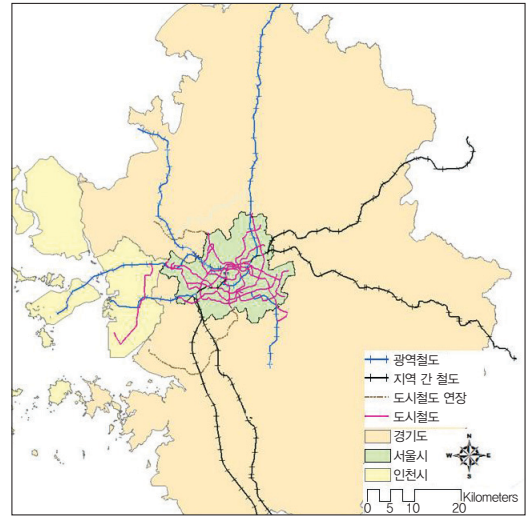 광역철도
지역 간 철도
도시철도 연장
도시철도
경기도
서울시
인천시
N
W E
S
Kilometers
0 5 10 20